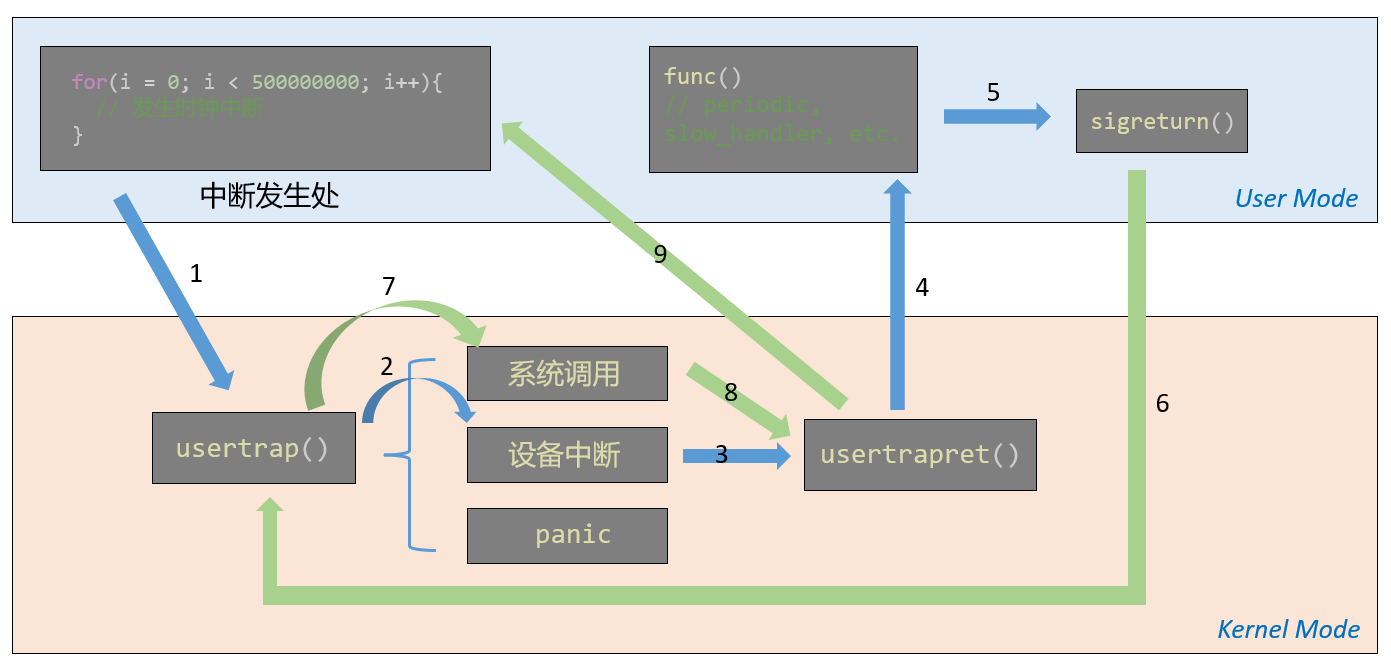 for(i = 0; i < 500000000; i++){
// 发生时钟中断
}
中断发生处
func()
// periodic,
slow_handler, etc.
5
sigreturn()
User Mode
1
9
4
7
2
系统调用
8
6
usertrap()
设备中断
3
usertrapret()
panic
Kernel Mode